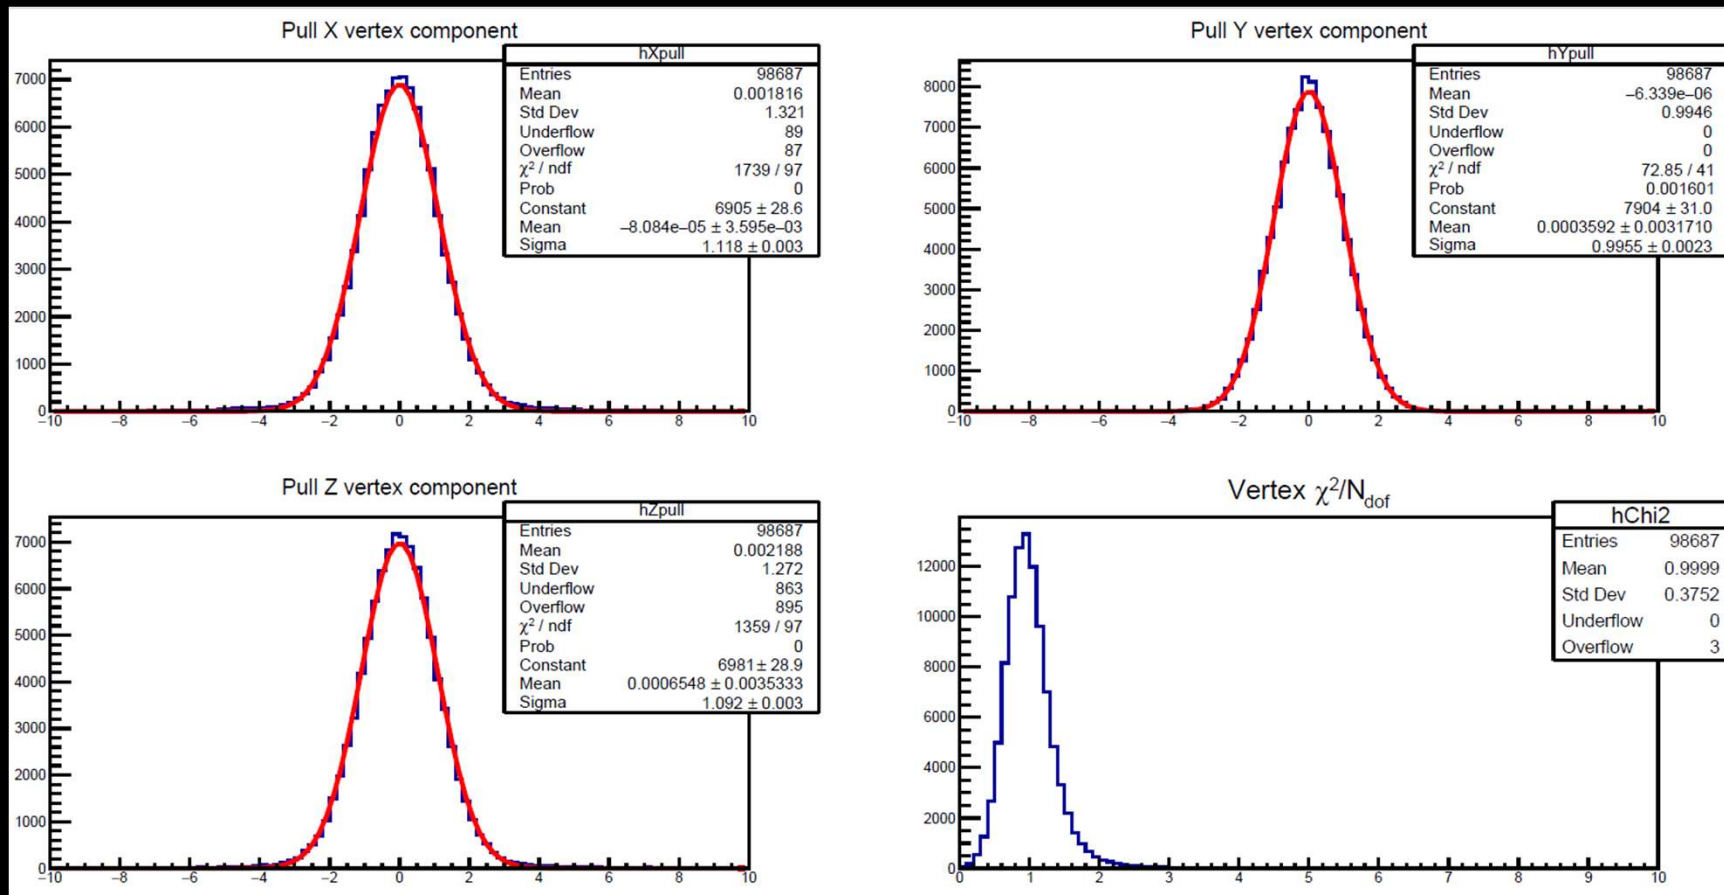 Pull X vertex component
hXpull
Entries 98687
Mean 0.001816
Std Dev 1.321
Underflow 89
Overflow 87
χ² / ndf 1739 / 97
Prob 0
Constant 6905 ± 28.6
Mean −8.084e−05 ± 3.595e−03
Sigma 1.118 ± 0.003
7000
6000
5000
4000
3000
2000
1000
0
−10 −8 −6 −4 −2 0 2 4 6 8 10
Pull Y vertex component
hYpull
Entries 98687
Mean −6.339e−06
Std Dev 0.9946
Underflow 0
Overflow 0
χ² / ndf 72.85 / 41
Prob 0.001601
Constant 7904 ± 31.0
Mean 0.0003592 ± 0.0031710
Sigma 0.9955 ± 0.0023
8000
7000
6000
5000
4000
3000
2000
1000
0
−10 −8 −6 −4 −2 0 2 4 6 8 10
Pull Z vertex component
hZpull
Entries 98687
Mean 0.002188
Std Dev 1.272
Underflow 863
Overflow 895
χ² / ndf 1359 / 97
Prob 0
Constant 6981 ± 28.9
Mean 0.0006548 ± 0.0035333
Sigma 1.092 ± 0.003
7000
6000
5000
4000
3000
2000
1000
0
−10 −8 −6 −4 −2 0 2 4 6 8 10
Vertex χ²/N_dof
hChi2
Entries 98687
Mean 0.9999
Std Dev 0.3752
Underflow 0
Overflow 3
12000
10000
8000
6000
4000
2000
0
0 1 2 3 4 5 6 7 8 9 10